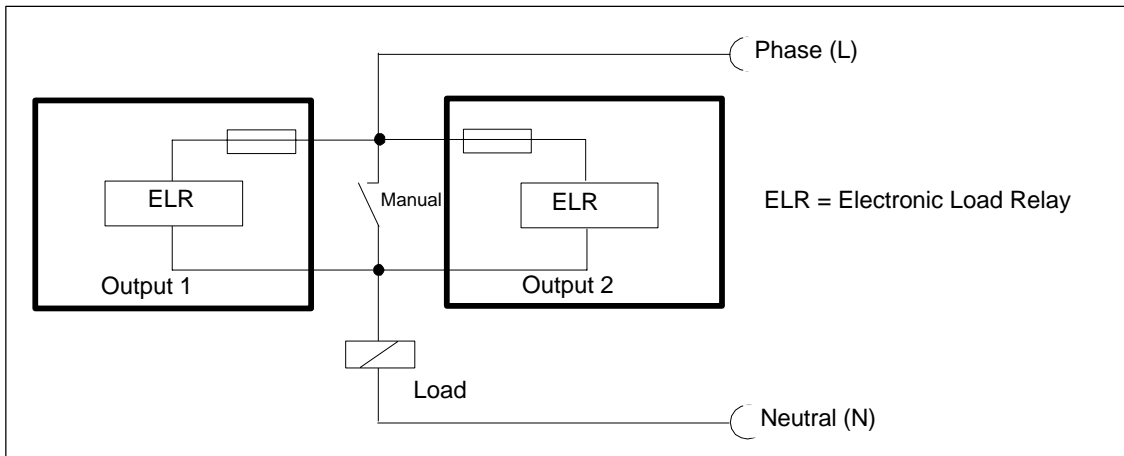 Phase (L)
ELR
Manual
ELR
ELR = Electronic Load Relay
Output 1
Output 2
Load
Neutral (N)